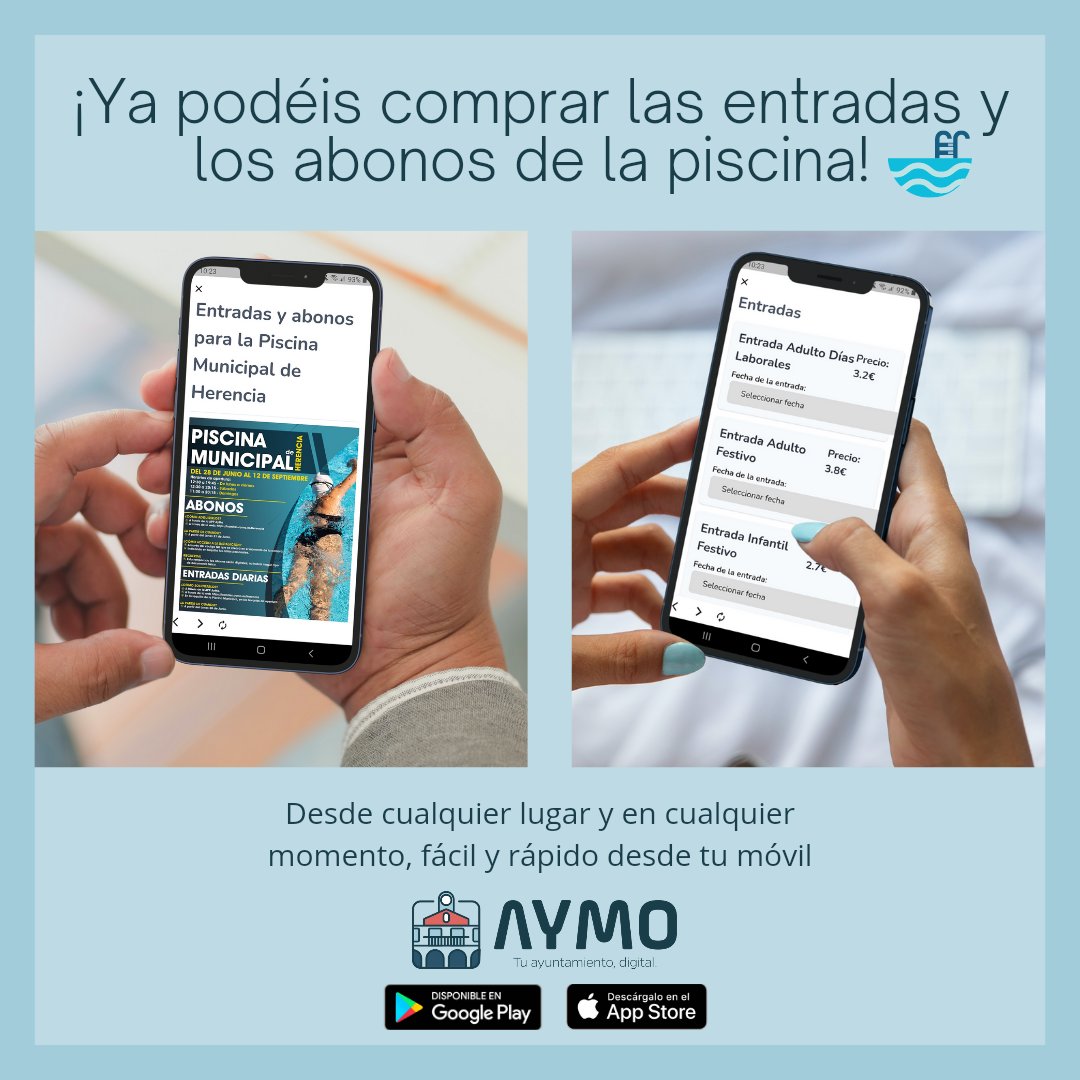 ¡Ya podéis comprar las entradas y
los abonos de la piscina!
10:23
93%
Entradas y abonos
para la Piscina
Municipal de
Herencia
PISCINA
MUNICIPAL de HERENCIA
DEL 28 DE JUNIO AL 12 DE SEPTIEMBRE
Horarios de apertura:
ABONOS
ENTRADAS DIARIAS
10:23
92%
Entradas
Entrada Adulto Días Precio:
Laborales 3.2€
Fecha de la entrada:
Seleccionar fecha
Entrada Adulto Precio:
Festivo 3.8€
Fecha de la entrada:
Seleccionar fecha
Entrada Infantil
Festivo 2.7€
Fecha de la entrada:
Seleccionar fecha
Desde cualquier lugar y en cualquier
momento, fácil y rápido desde tu móvil
AYMO
Tu ayuntamiento, digital.
DISPONIBLE EN
Google Play
Descárgalo en el
App Store